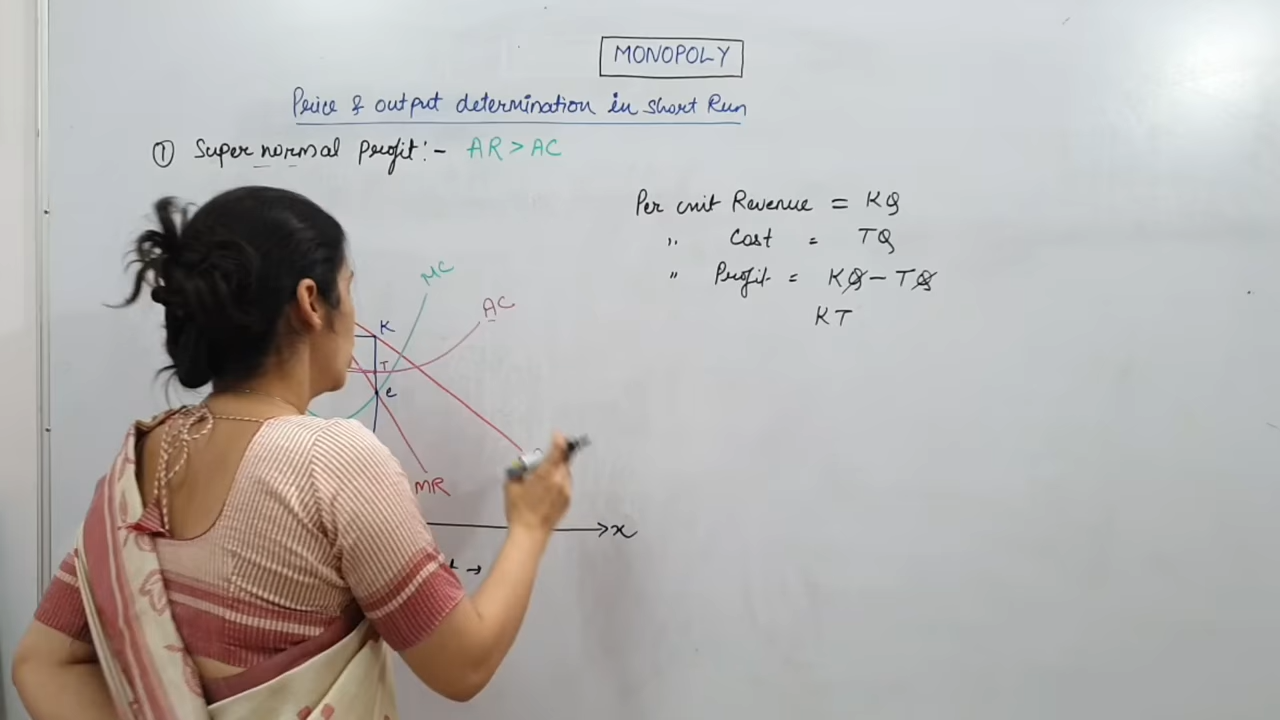 MONOPOLY
Price & output determination in short Run
① Super normal profit:- AR > AC
Per unit Revenue = KQ
,, Cost = TQ
" Profit = KQ - TQ
KT
MC
AC
K
T
e
MR
x